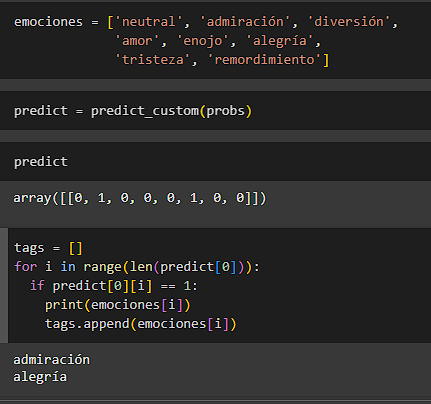 emociones = ['neutral', 'admiración', 'diversión',
'amor', 'enojo', 'alegría',
'tristeza', 'remordimiento']
predict = predict_custom(probs)
predict
array([[0, 1, 0, 0, 0, 1, 0, 0]])
tags = []
for i in range(len(predict[0])):
if predict[0][i] == 1:
print(emociones[i])
tags.append(emociones[i])
admiración
alegría